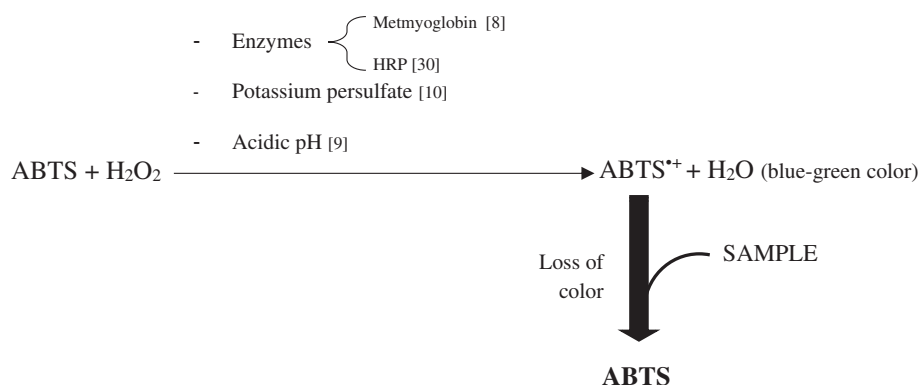 - Enzymes
Metmyoglobin [8]
HRP [30]
- Potassium persulfate [10]
- Acidic pH [9]
ABTS + H₂O₂
ABTS•+ + H₂O (blue-green color)
Loss of
color
SAMPLE
ABTS